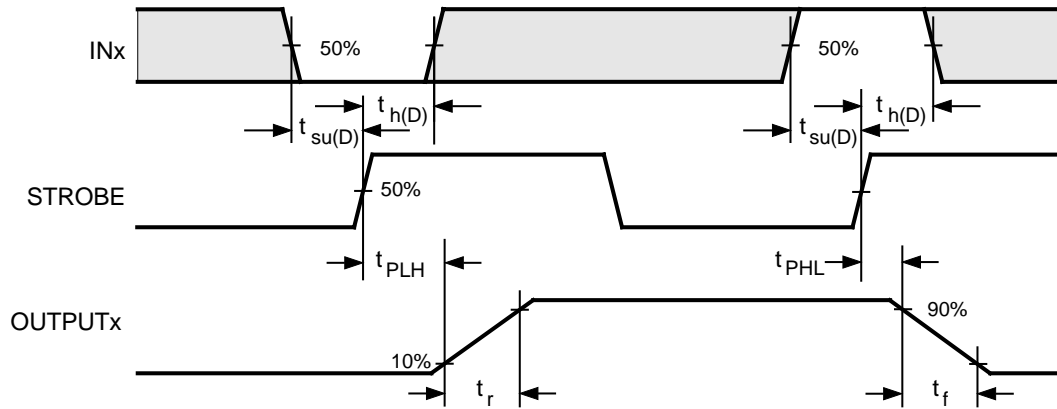 INx
50%
50%
t h(D)
t h(D)
t su(D)
t su(D)
STROBE
50%
t PLH
t PHL
OUTPUTx
90%
10%
t r
t f